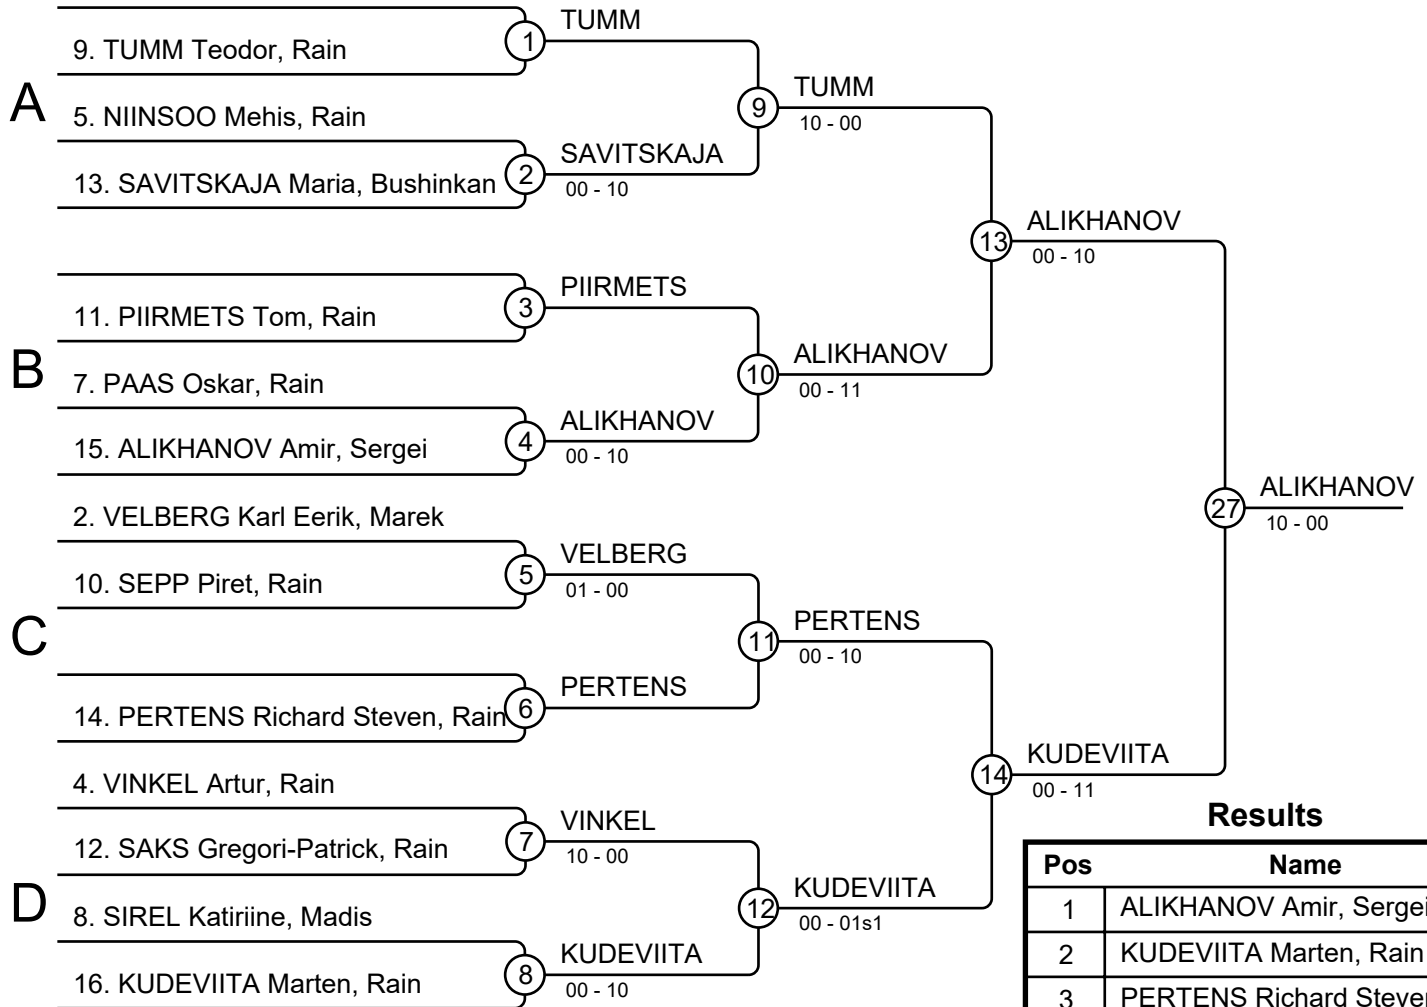 TUMM
1
9. TUMM Teodor, Rain
A
TUMM
9
10 - 00
5. NIINSOO Mehis, Rain
SAVITSKAJA
2
00 - 10
13. SAVITSKAJA Maria, Bushinkan
ALIKHANOV
13
00 - 10
PIIRMETS
3
11. PIIRMETS Tom, Rain
B
ALIKHANOV
10
00 - 11
7. PAAS Oskar, Rain
ALIKHANOV
4
00 - 10
15. ALIKHANOV Amir, Sergei
ALIKHANOV
27
10 - 00
2. VELBERG Karl Eerik, Marek
VELBERG
5
01 - 00
10. SEPP Piret, Rain
C
PERTENS
11
00 - 10
PERTENS
6
14. PERTENS Richard Steven, Rain
KUDEVIITA
14
00 - 11
4. VINKEL Artur, Rain
VINKEL
7
10 - 00
12. SAKS Gregori-Patrick, Rain
D
KUDEVIITA
12
00 - 01s1
8. SIREL Katiriine, Madis
KUDEVIITA
8
00 - 10
16. KUDEVIITA Marten, Rain
Results
Pos Name
1 ALIKHANOV Amir, Sergei
2 KUDEVIITA Marten, Rain
3 PERTENS Richard Steven